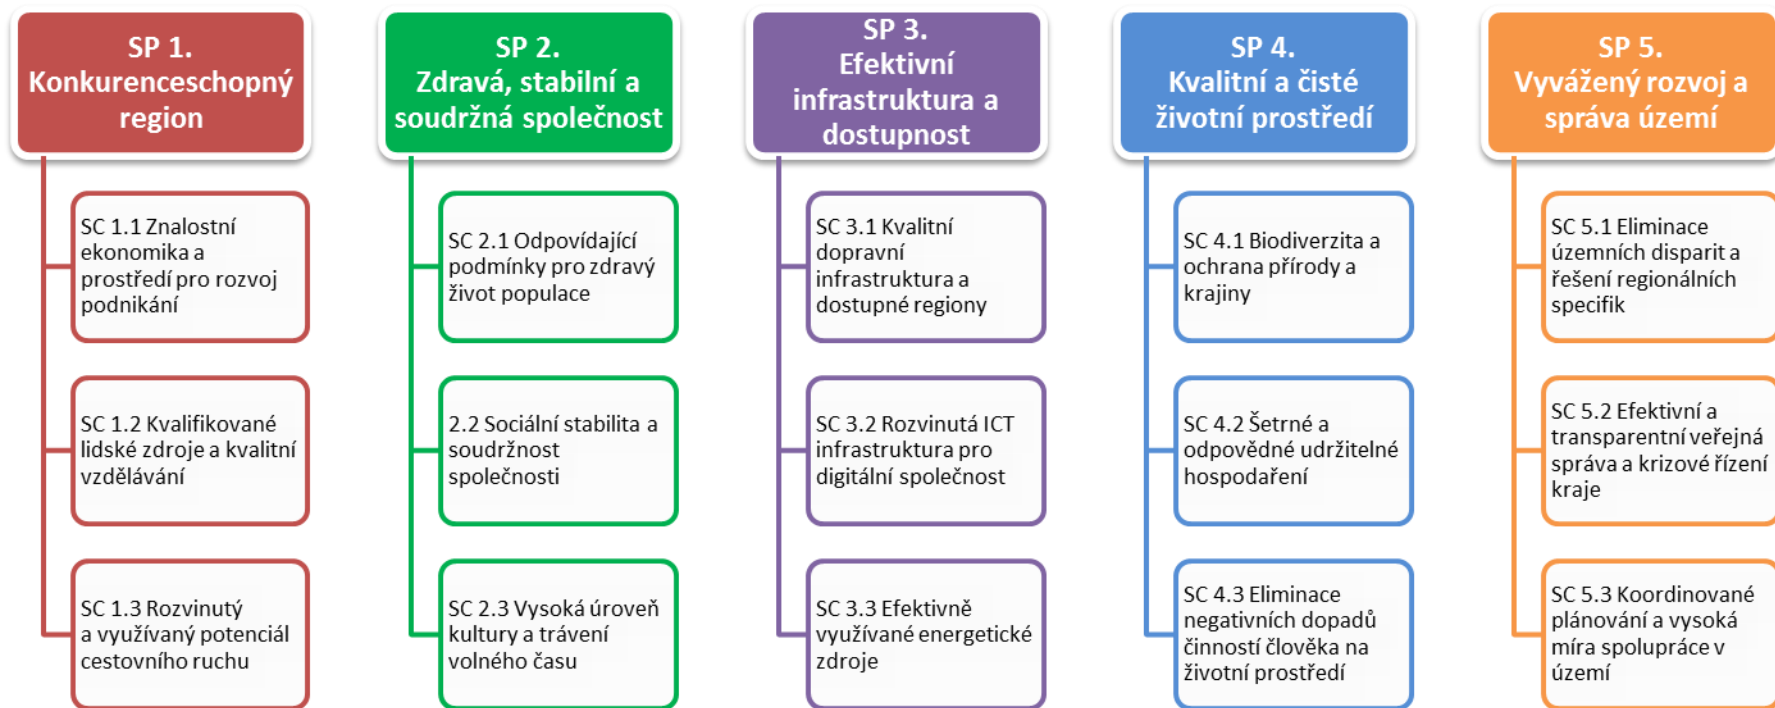 SP 1.
Konkurenceschopný
region
SC 1.1 Znalostní
ekonomika a
prostředí pro rozvoj
podnikání
SC 1.2 Kvalifikované
lidské zdroje a kvalitní
vzdělávání
SC 1.3 Rozvinutý
a využívaný potenciál
cestovního ruchu
SP 2.
Zdravá, stabilní a
soudržná společnost
SC 2.1 Odpovídající
podmínky pro zdravý
život populace
2.2 Sociální stabilita a
soudržnost
společnosti
SC 2.3 Vysoká úroveň
kultury a trávení
volného času
SP 3.
Efektivní
infrastruktura a
dostupnost
SC 3.1 Kvalitní
dopravní
infrastruktura a
dostupné regiony
SC 3.2 Rozvinutá ICT
infrastruktura pro
digitální společnost
SC 3.3 Efektivně
využívané energetické
zdroje
SP 4.
Kvalitní a čisté
životní prostředí
SC 4.1 Biodiverzita a
ochrana přírody a
krajiny
SC 4.2 Šetrné a
odpovědné udržitelné
hospodaření
SC 4.3 Eliminace
negativních dopadů
činností člověka na
životní prostředí
SP 5.
Vyvážený rozvoj a
správa území
SC 5.1 Eliminace
územních disparit a
řešení regionálních
specifik
SC 5.2 Efektivní a
transparentní veřejná
správa a krizové řízení
kraje
SC 5.3 Koordinované
plánování a vysoká
míra spolupráce v
území